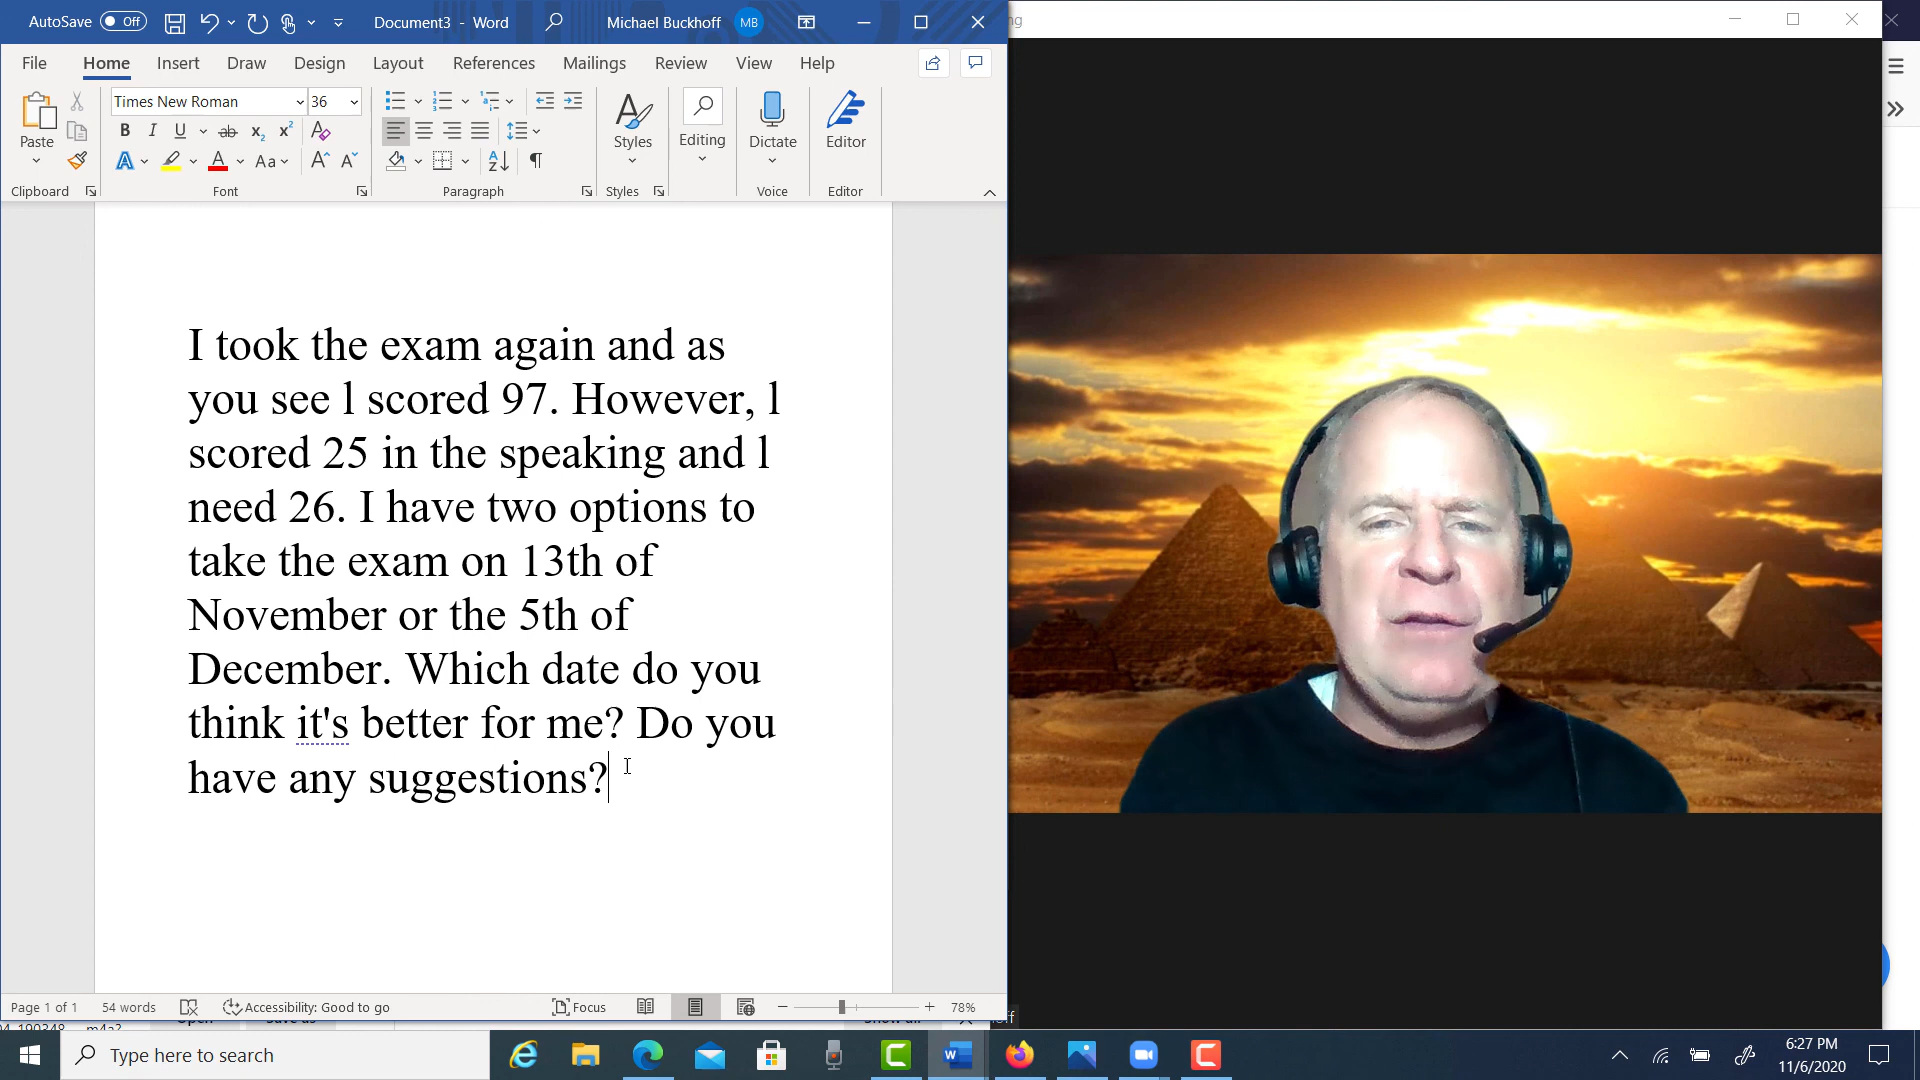 AutoSave Off Document3 - Word Michael Buckhoff MB
File Home Insert Draw Design Layout References Mailings Review View Help
Times New Roman 36
Paste Styles Editing Dictate Editor
Clipboard Font Paragraph Styles Voice Editor
I took the exam again and as
you see l scored 97. However, l
scored 25 in the speaking and l
need 26. I have two options to
take the exam on 13th of
November or the 5th of
December. Which date do you
think it's better for me? Do you
have any suggestions?
Page 1 of 1 54 words Accessibility: Good to go Focus 78%
Type here to search
6:27 PM
11/6/2020